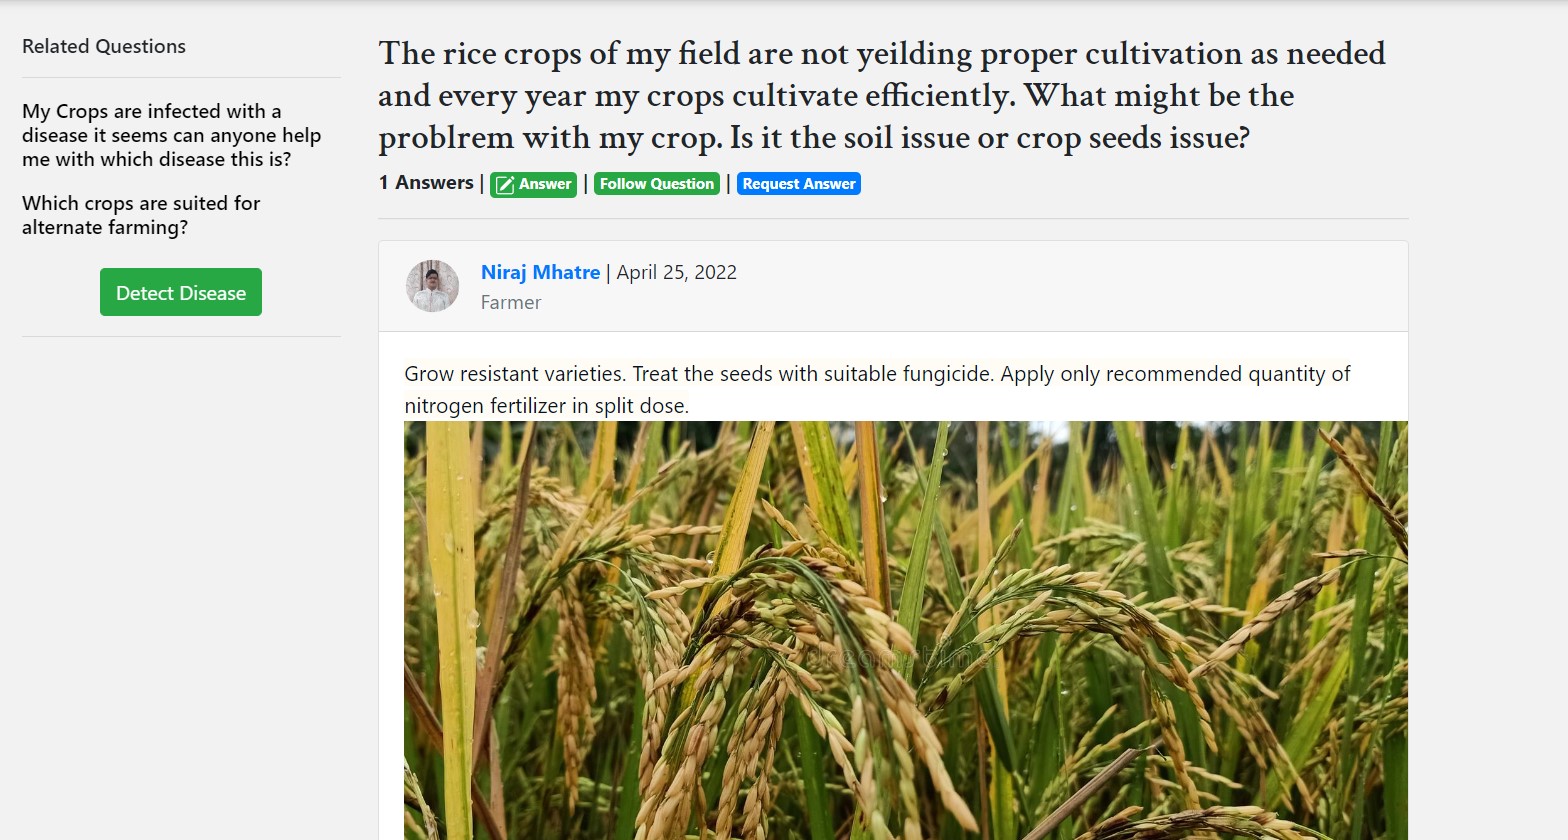 Related Questions
My Crops are infected with a
disease it seems can anyone help
me with which disease this is?
Which crops are suited for
alternate farming?
Detect Disease
The rice crops of my field are not yeilding proper cultivation as needed
and every year my crops cultivate efficiently. What might be the
problrem with my crop. Is it the soil issue or crop seeds issue?
1 Answers | Answer | Follow Question | Request Answer
Niraj Mhatre | April 25, 2022
Farmer
Grow resistant varieties. Treat the seeds with suitable fungicide. Apply only recommended quantity of
nitrogen fertilizer in split dose.
dreamstime